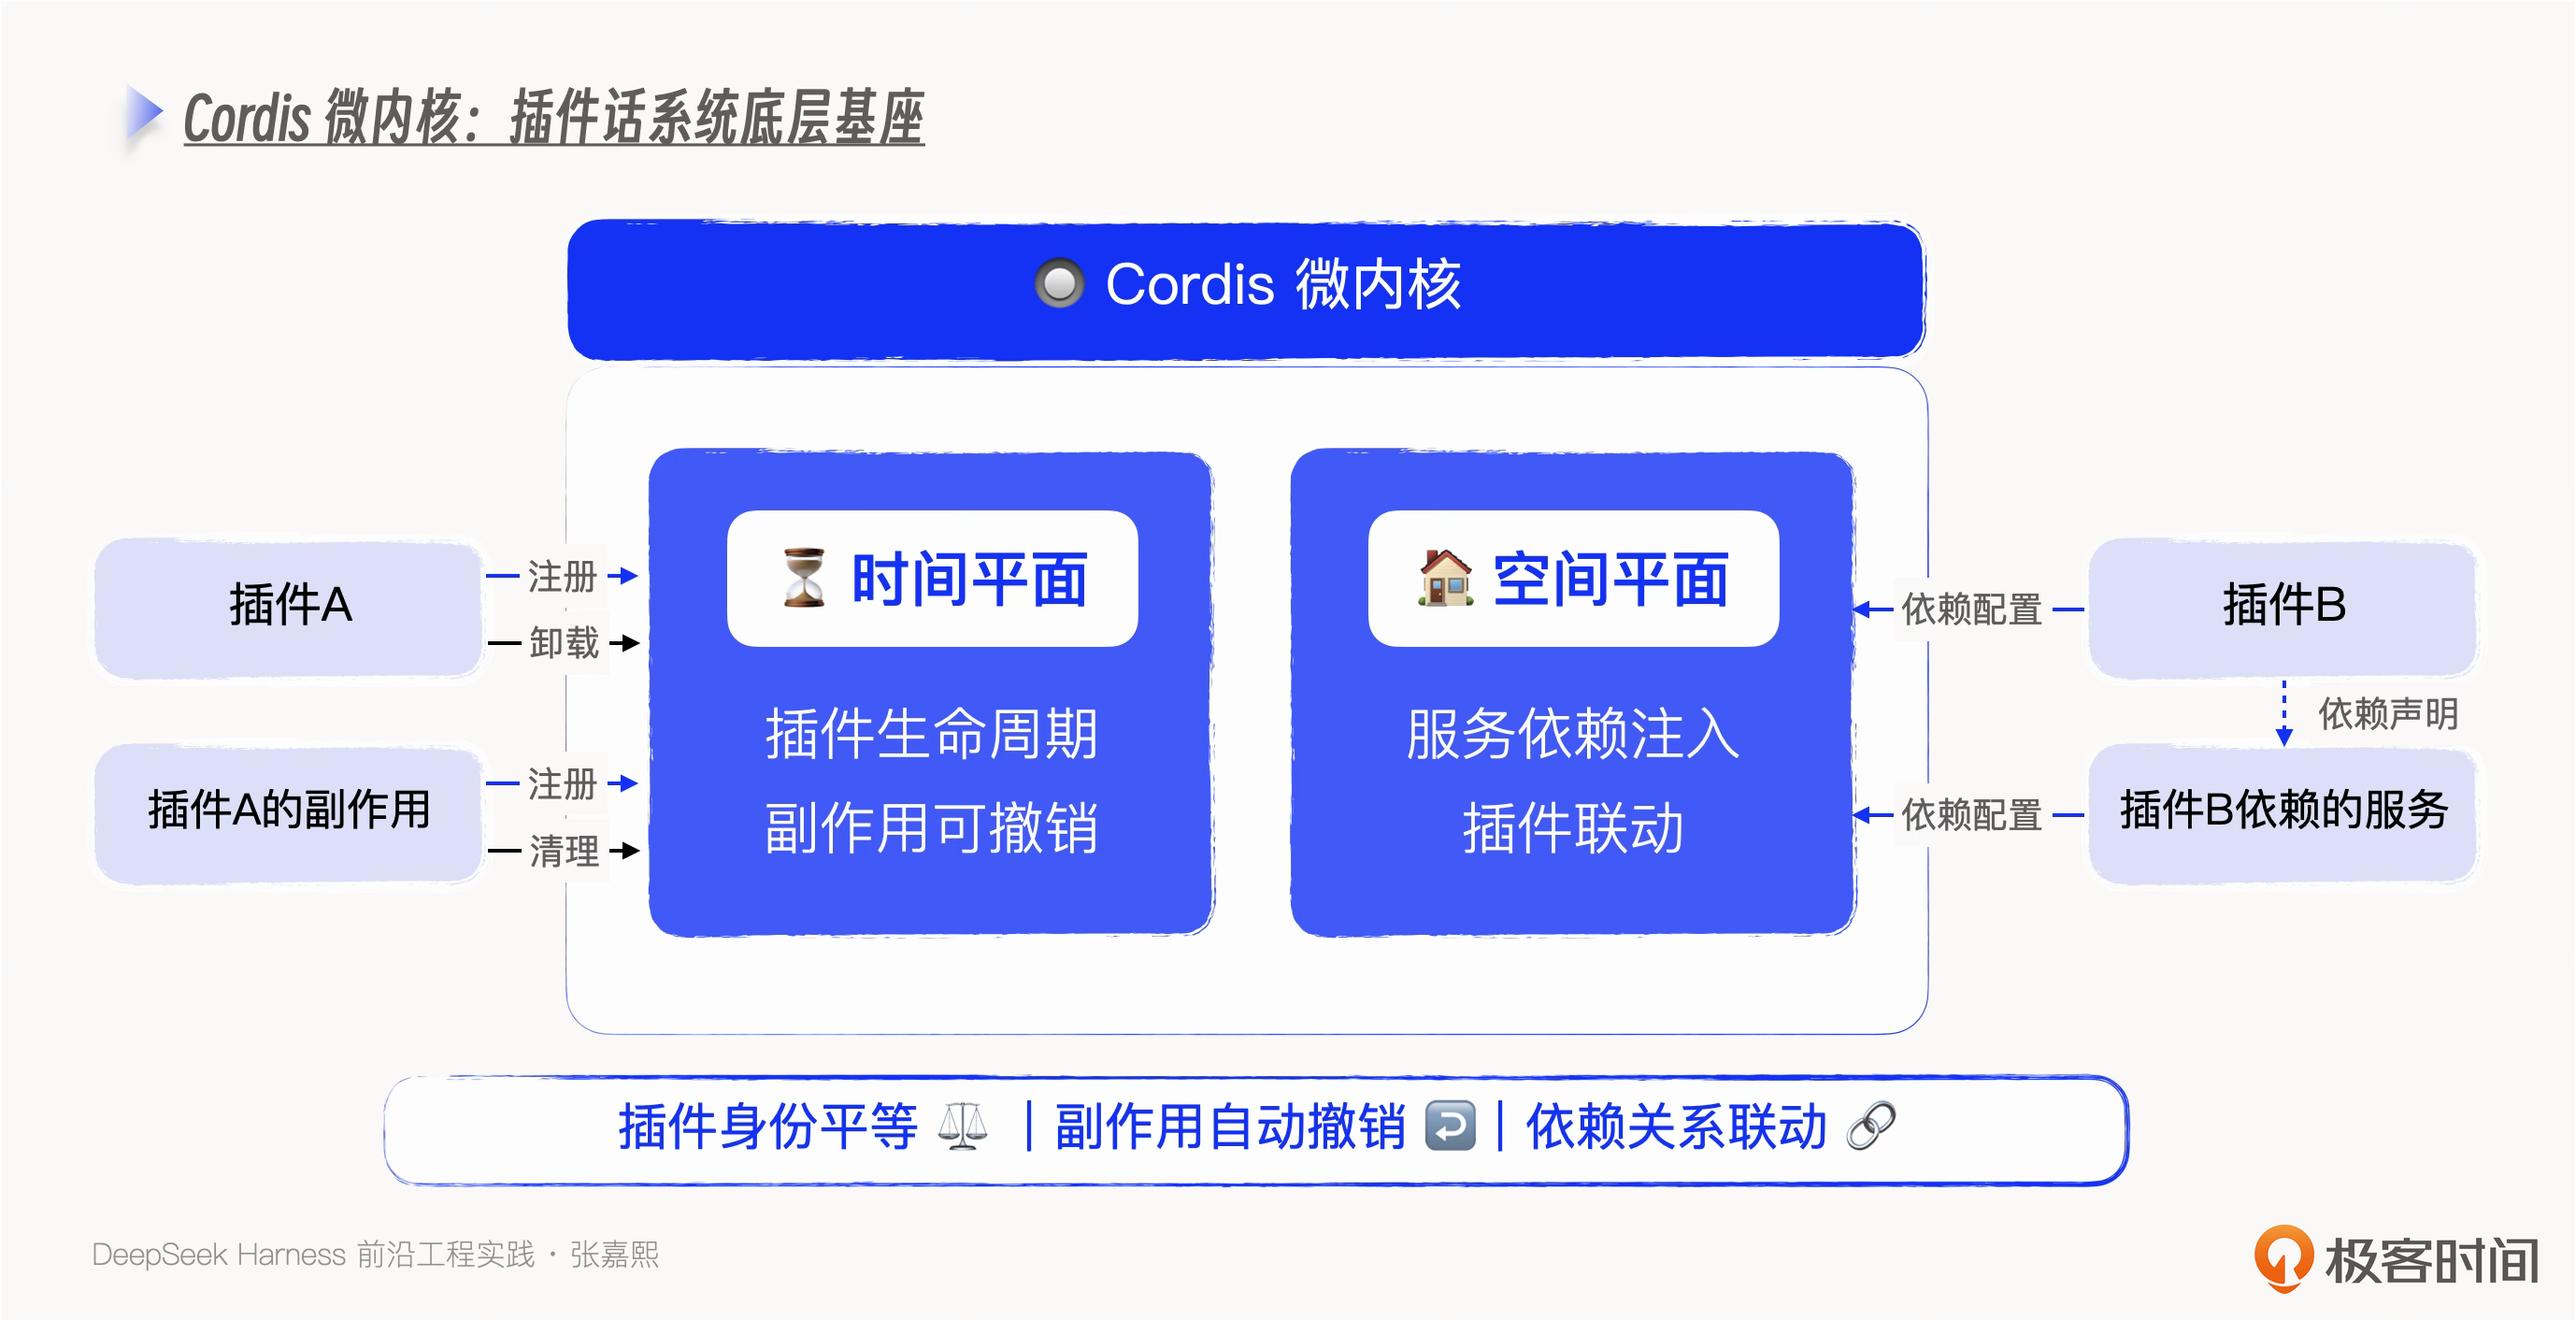 Cordis 微内核：插件话系统底层基座
Cordis 微内核
时间平面
插件生命周期
副作用可撤销
空间平面
服务依赖注入
插件联动
插件A
注册
卸载
插件A的副作用
注册
清理
依赖配置
插件B
依赖声明
依赖配置
插件B依赖的服务
插件身份平等 | 副作用自动撤销 | 依赖关系联动
DeepSeek Harness 前沿工程实践 · 张嘉熙
极客时间